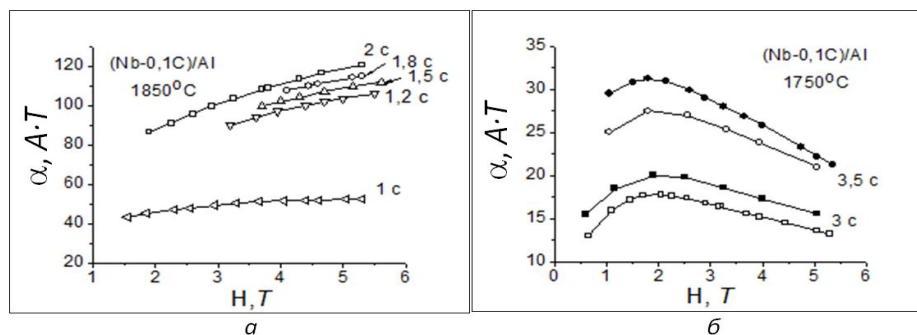 (Nb-0,1C)/Al
1850°C
2 c
1,8 c
1,5 c
1,2 c
1 c
α, A·T
120
100
80
60
40
20
1 2 3 4 5 6
H, T
а
(Nb-0,1C)/Al
1750°C
3,5 c
3 c
α, A·T
35
30
25
20
15
10
0 1 2 3 4 5 6
H, T
б